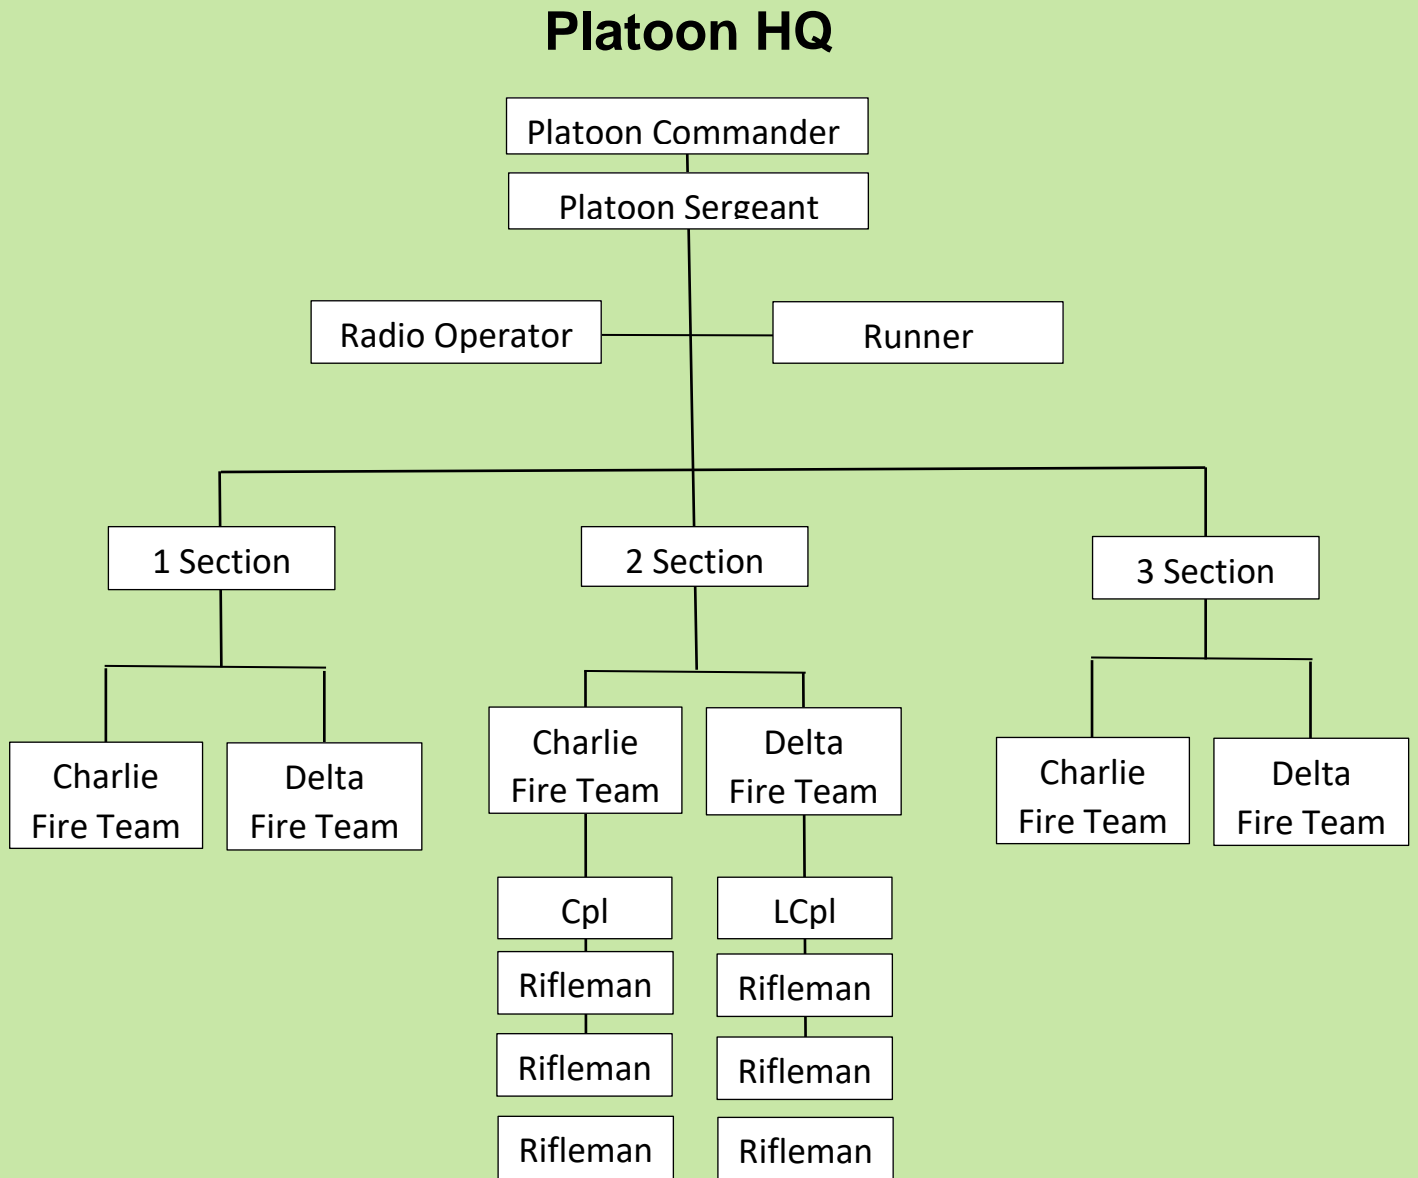 Platoon HQ
Platoon Commander
Platoon Sergeant
Radio Operator
Runner
1 Section
2 Section
3 Section
Charlie
Fire Team
Delta
Fire Team
Charlie
Fire Team
Delta
Fire Team
Charlie
Fire Team
Delta
Fire Team
Cpl
LCpl
Rifleman
Rifleman
Rifleman
Rifleman
Rifleman
Rifleman